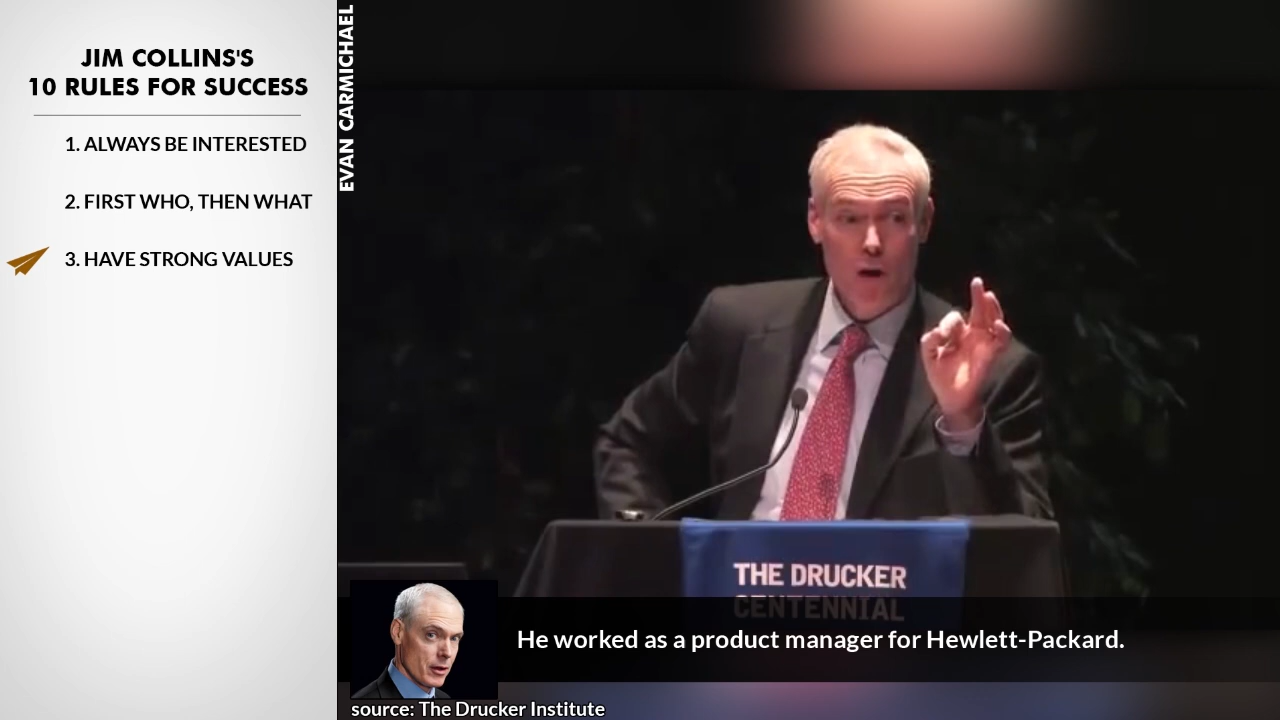 JIM COLLINS'S
10 RULES FOR SUCCESS
1. ALWAYS BE INTERESTED
2. FIRST WHO, THEN WHAT
3. HAVE STRONG VALUES
EVAN CARMICHAEL
THE DRUCKER
CENTENNIAL
He worked as a product manager for Hewlett-Packard.
source: The Drucker Institute